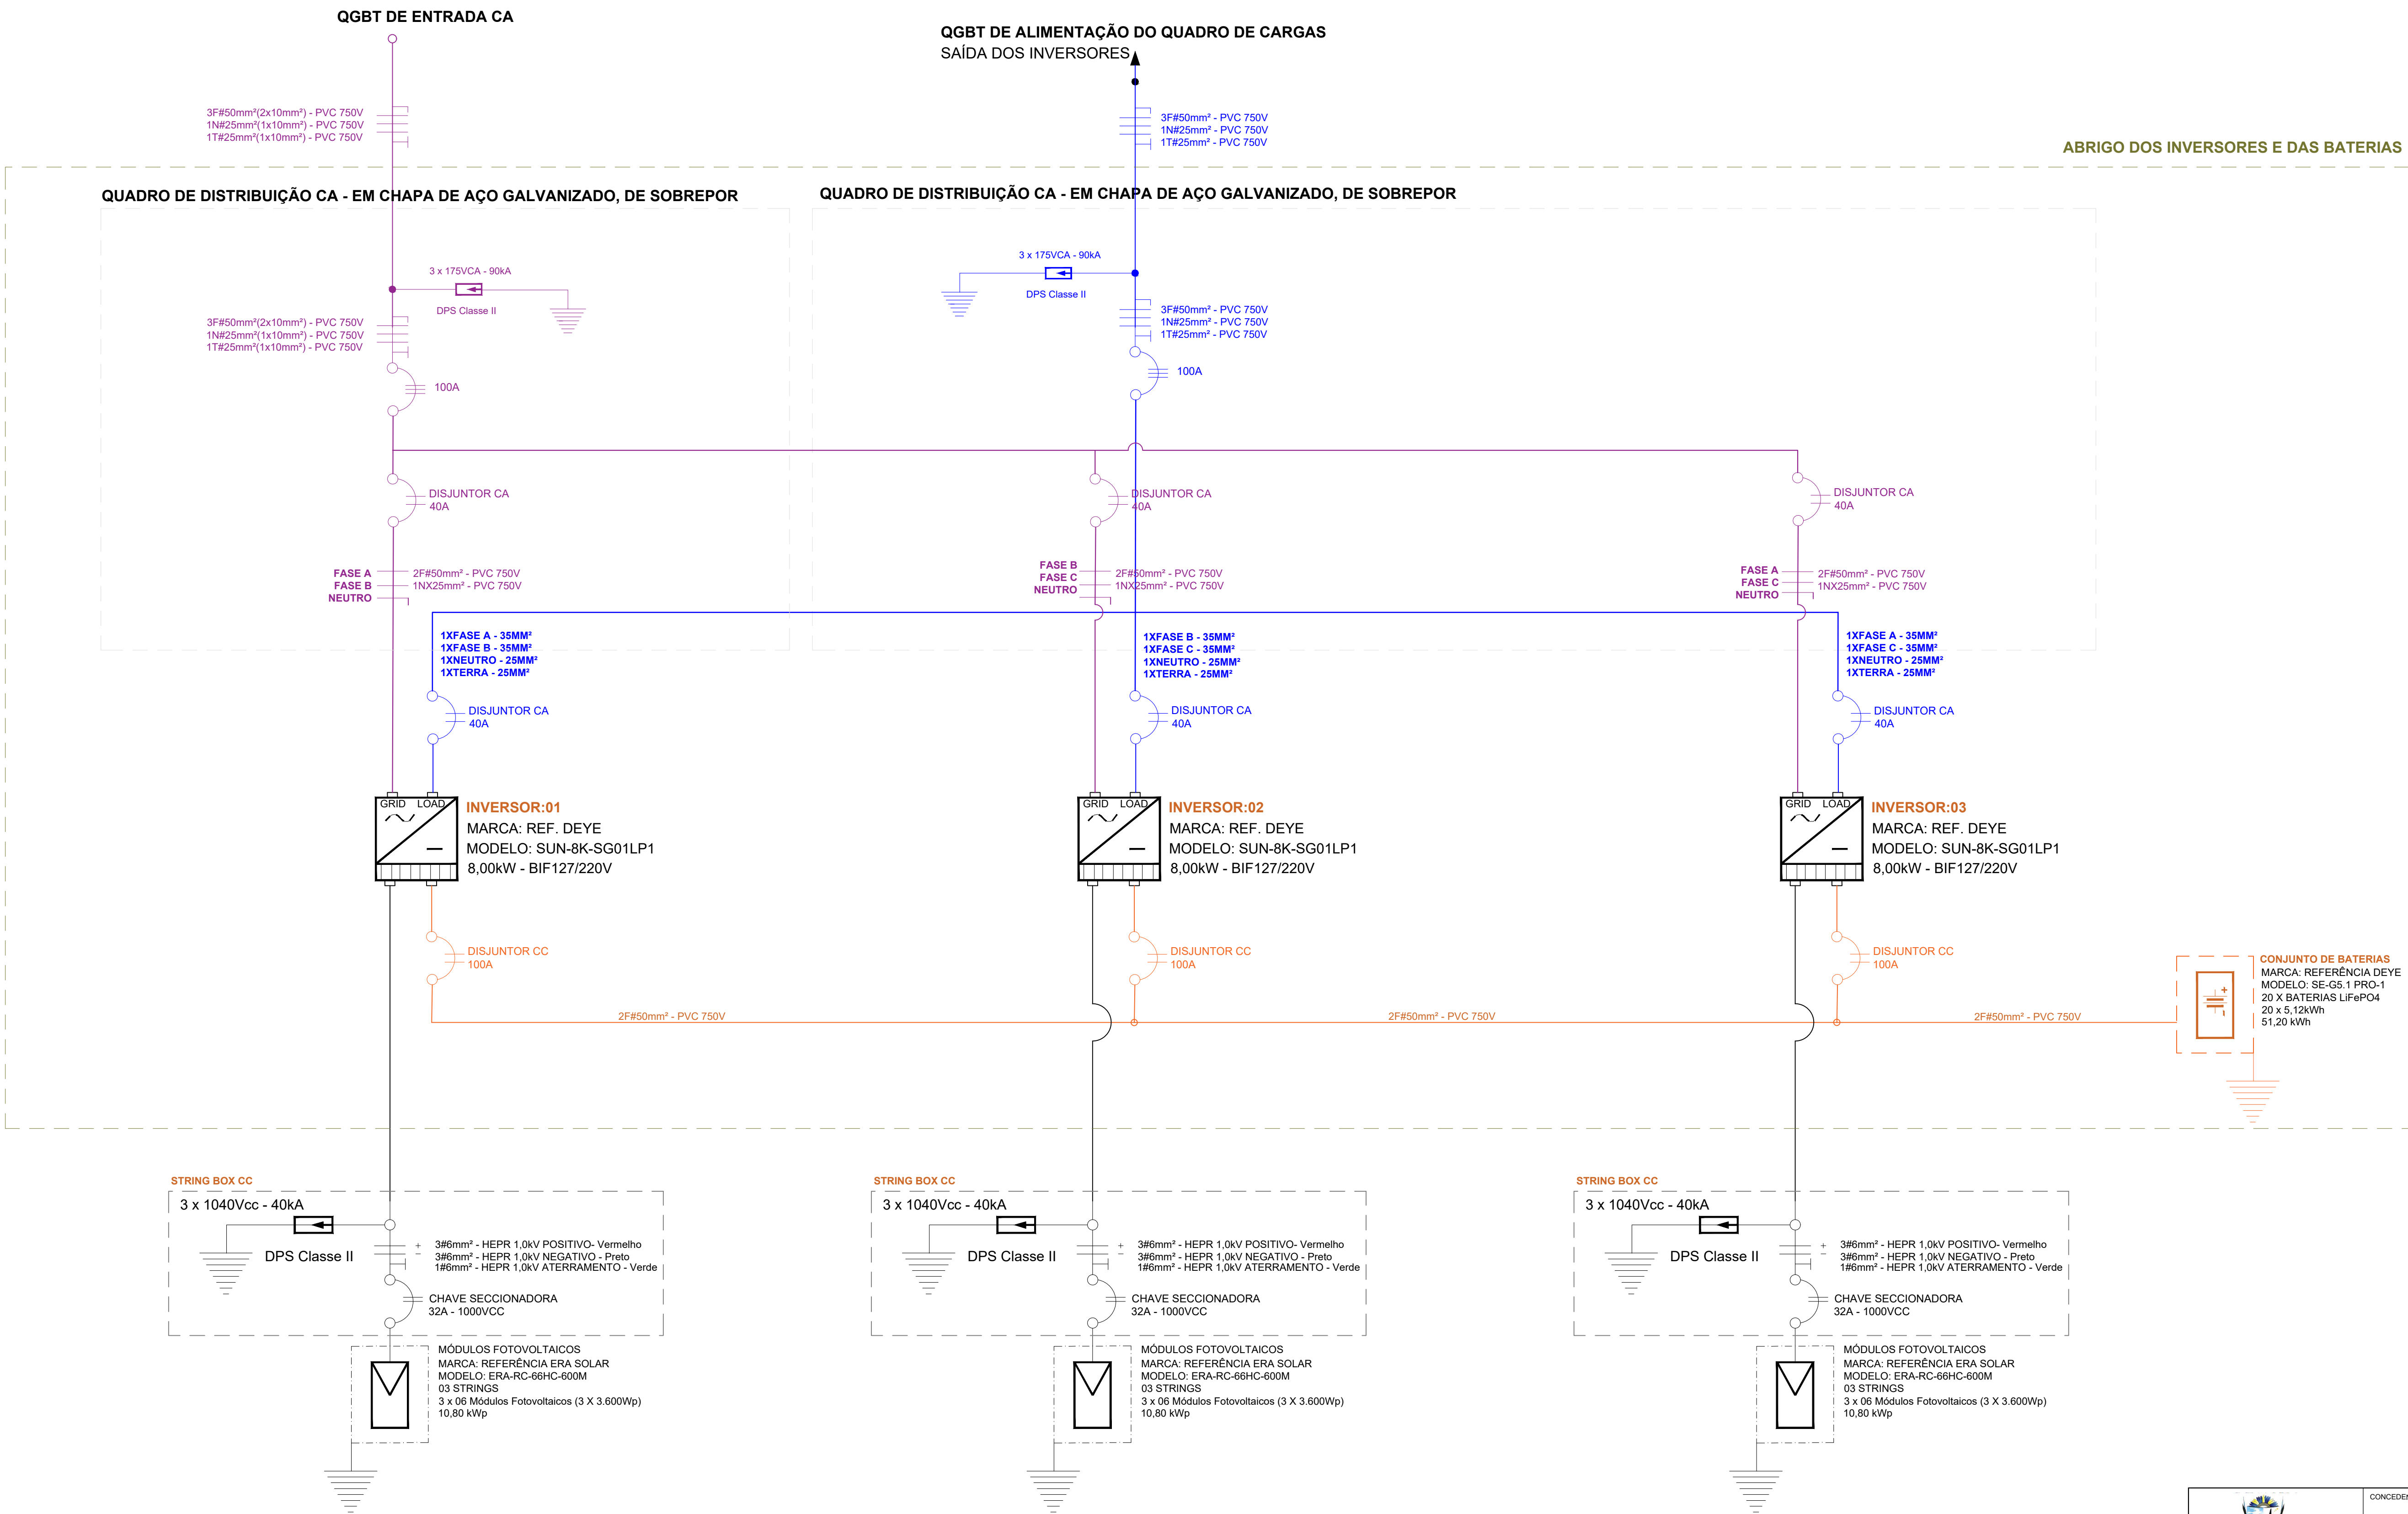 QGBT DE ENTRADA CA
QGBT DE ALIMENTAÇÃO DO QUADRO DE CARGAS
SAÍDA DOS INVERSORES
3F#50mm²(2x10mm²) - PVC 750V
1N#25mm²(1x10mm²) - PVC 750V
1T#25mm²(1x10mm²) - PVC 750V
3F#50mm² - PVC 750V
1N#25mm² - PVC 750V
1T#25mm² - PVC 750V
ABRIGO DOS INVERSORES E DAS BATERIAS
QUADRO DE DISTRIBUIÇÃO CA - EM CHAPA DE AÇO GALVANIZADO, DE SOBREPOR
QUADRO DE DISTRIBUIÇÃO CA - EM CHAPA DE AÇO GALVANIZADO, DE SOBREPOR
3 x 175VCA - 90kA
DPS Classe II
3 x 175VCA - 90kA
DPS Classe II
3F#50mm²(2x10mm²) - PVC 750V
1N#25mm²(1x10mm²) - PVC 750V
1T#25mm²(1x10mm²) - PVC 750V
3F#50mm² - PVC 750V
1N#25mm² - PVC 750V
1T#25mm² - PVC 750V
100A
100A
DISJUNTOR CA
40A
DISJUNTOR CA
40A
DISJUNTOR CA
40A
FASE A
FASE B
NEUTRO
2F#50mm² - PVC 750V
1NX25mm² - PVC 750V
FASE B
FASE C
NEUTRO
2F#50mm² - PVC 750V
1NX25mm² - PVC 750V
FASE A
FASE C
NEUTRO
2F#50mm² - PVC 750V
1NX25mm² - PVC 750V
1XFASE A - 35MM²
1XFASE B - 35MM²
1XNEUTRO - 25MM²
1XTERRA - 25MM²
1XFASE B - 35MM²
1XFASE C - 35MM²
1XNEUTRO - 25MM²
1XTERRA - 25MM²
1XFASE A - 35MM²
1XFASE C - 35MM²
1XNEUTRO - 25MM²
1XTERRA - 25MM²
DISJUNTOR CA
40A
DISJUNTOR CA
40A
DISJUNTOR CA
40A
GRID LOAD
INVERSOR:01
MARCA: REF. DEYE
MODELO: SUN-8K-SG01LP1
8,00kW - BIF127/220V
GRID LOAD
INVERSOR:02
MARCA: REF. DEYE
MODELO: SUN-8K-SG01LP1
8,00kW - BIF127/220V
GRID LOAD
INVERSOR:03
MARCA: REF. DEYE
MODELO: SUN-8K-SG01LP1
8,00kW - BIF127/220V
DISJUNTOR CC
100A
DISJUNTOR CC
100A
DISJUNTOR CC
100A
2F#50mm² - PVC 750V
2F#50mm² - PVC 750V
2F#50mm² - PVC 750V
+
-
CONJUNTO DE BATERIAS
MARCA: REFERÊNCIA DEYE
MODELO: SE-G5.1 PRO-1
20 X BATERIAS LiFePO4
20 x 5,12kWh
51,20 kWh
STRING BOX CC
3 x 1040Vcc - 40kA
DPS Classe II
+
-
3#6mm² - HEPR 1,0kV POSITIVO- Vermelho
3#6mm² - HEPR 1,0kV NEGATIVO - Preto
1#6mm² - HEPR 1,0kV ATERRAMENTO - Verde
CHAVE SECCIONADORA
32A - 1000VCC
MÓDULOS FOTOVOLTAICOS
MARCA: REFERÊNCIA ERA SOLAR
MODELO: ERA-RC-66HC-600M
03 STRINGS
3 x 06 Módulos Fotovoltaicos (3 X 3.600Wp)
10,80 kWp
STRING BOX CC
3 x 1040Vcc - 40kA
DPS Classe II
+
-
3#6mm² - HEPR 1,0kV POSITIVO- Vermelho
3#6mm² - HEPR 1,0kV NEGATIVO - Preto
1#6mm² - HEPR 1,0kV ATERRAMENTO - Verde
CHAVE SECCIONADORA
32A - 1000VCC
MÓDULOS FOTOVOLTAICOS
MARCA: REFERÊNCIA ERA SOLAR
MODELO: ERA-RC-66HC-600M
03 STRINGS
3 x 06 Módulos Fotovoltaicos (3 X 3.600Wp)
10,80 kWp
STRING BOX CC
3 x 1040Vcc - 40kA
DPS Classe II
+
-
3#6mm² - HEPR 1,0kV POSITIVO- Vermelho
3#6mm² - HEPR 1,0kV NEGATIVO - Preto
1#6mm² - HEPR 1,0kV ATERRAMENTO - Verde
CHAVE SECCIONADORA
32A - 1000VCC
MÓDULOS FOTOVOLTAICOS
MARCA: REFERÊNCIA ERA SOLAR
MODELO: ERA-RC-66HC-600M
03 STRINGS
3 x 06 Módulos Fotovoltaicos (3 X 3.600Wp)
10,80 kWp